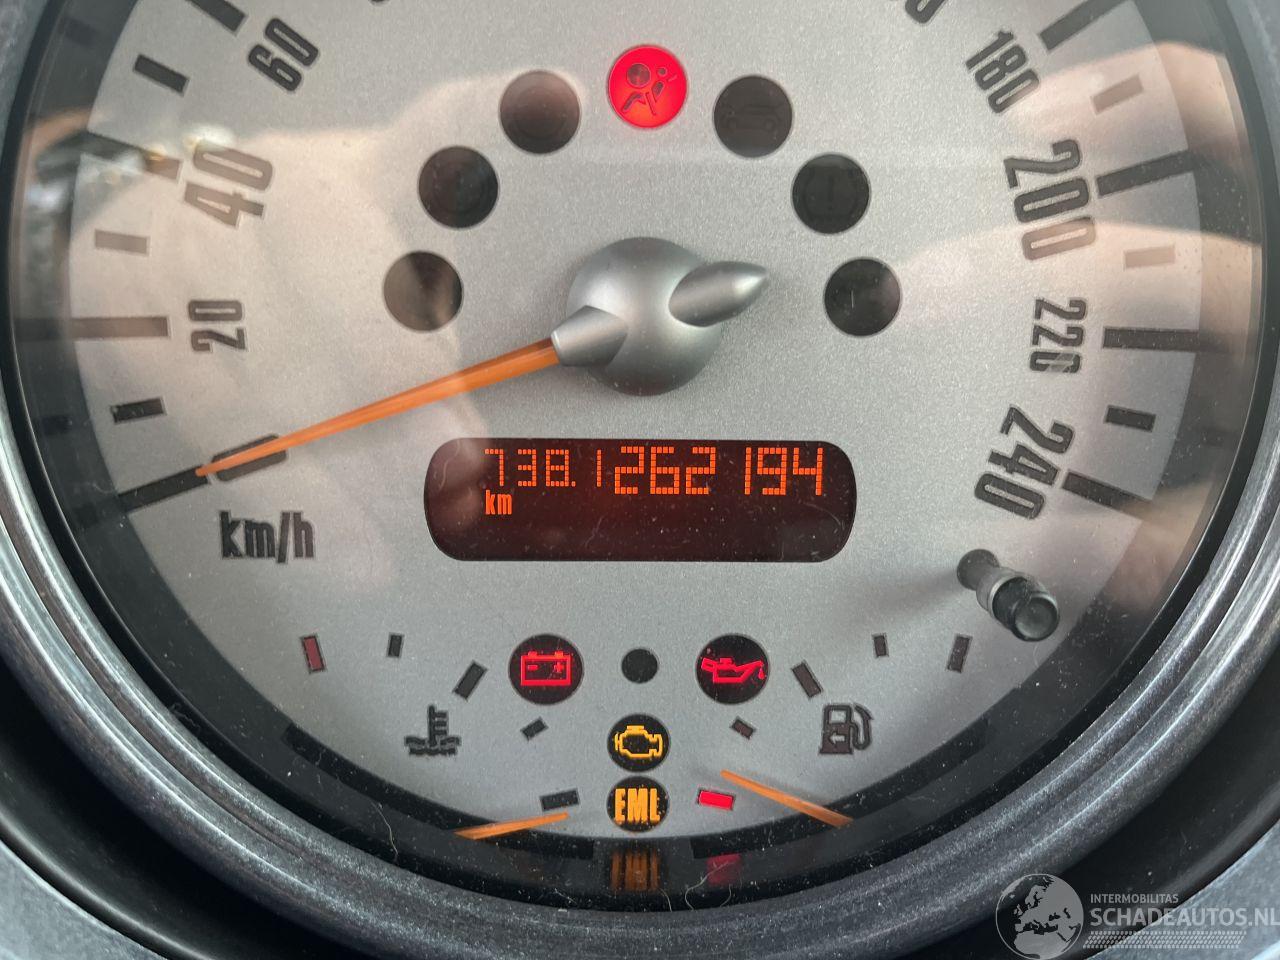 60
180
40
200
20
220
240
738.1 262 194
km
km/h
EML
INTERMOBILITAS
SCHADEAUTOS.NL